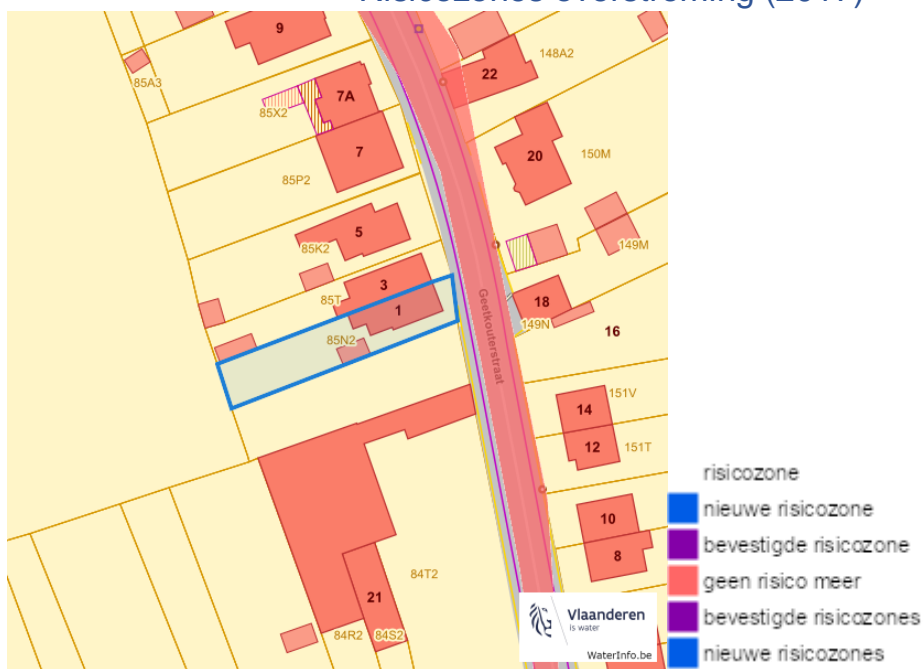 9
22
148A2
85A3
7A
85X2
7
20
150M
85P2
5
85K2
149M
3
85T
1
18
Geetkouterstraat
149N
16
85N2
151V
14
12
151T
10
8
84T2
21
84R2
84S2
Vlaanderen
is water
WaterInfo.be
risicozone
nieuwe risicozone
bevestigde risicozone
geen risico meer
bevestigde risicozones
nieuwe risicozones